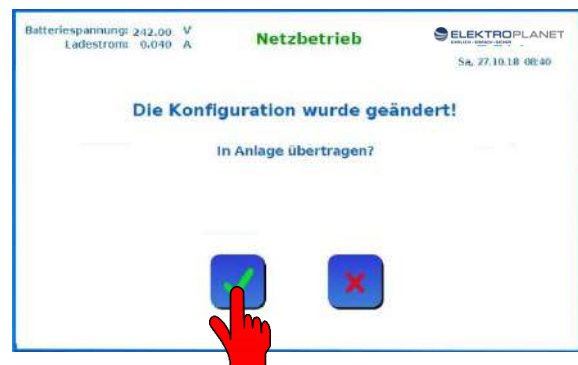 Batteriespannung: 242.00 V
Ladestrom: 0.040 A
Netzbetrieb
ELEKTROPLANET
Sa, 27.10.18 08:40
Die Konfiguration wurde geändert!
In Anlage übertragen?